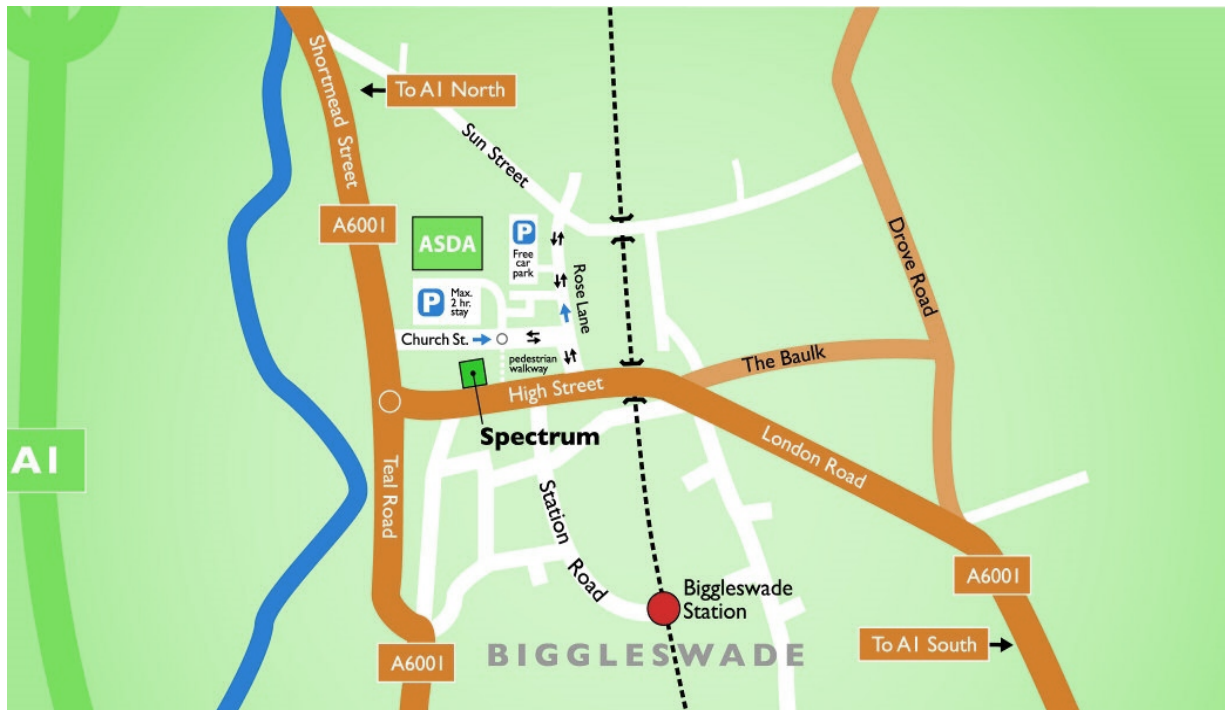 Shortmead Street
To A1 North
Sun Street
A6001
ASDA
P
Free
car
park
Rose Lane
Drove Road
P
Max.
2 hr.
stay
Church St.
pedestrian
walkway
The Baulk
High Street
Spectrum
A1
London Road
Teal Road
Station Road
A6001
Biggleswade
Station
To A1 South
BIGGLESWADE
A6001